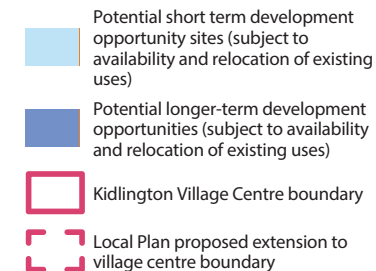 Potential short term development
opportunity sites (subject to
availability and relocation of existing
uses)
Potential longer-term development
opportunities (subject to availability
and relocation of existing uses)
Kidlington Village Centre boundary
Local Plan proposed extension to
village centre boundary